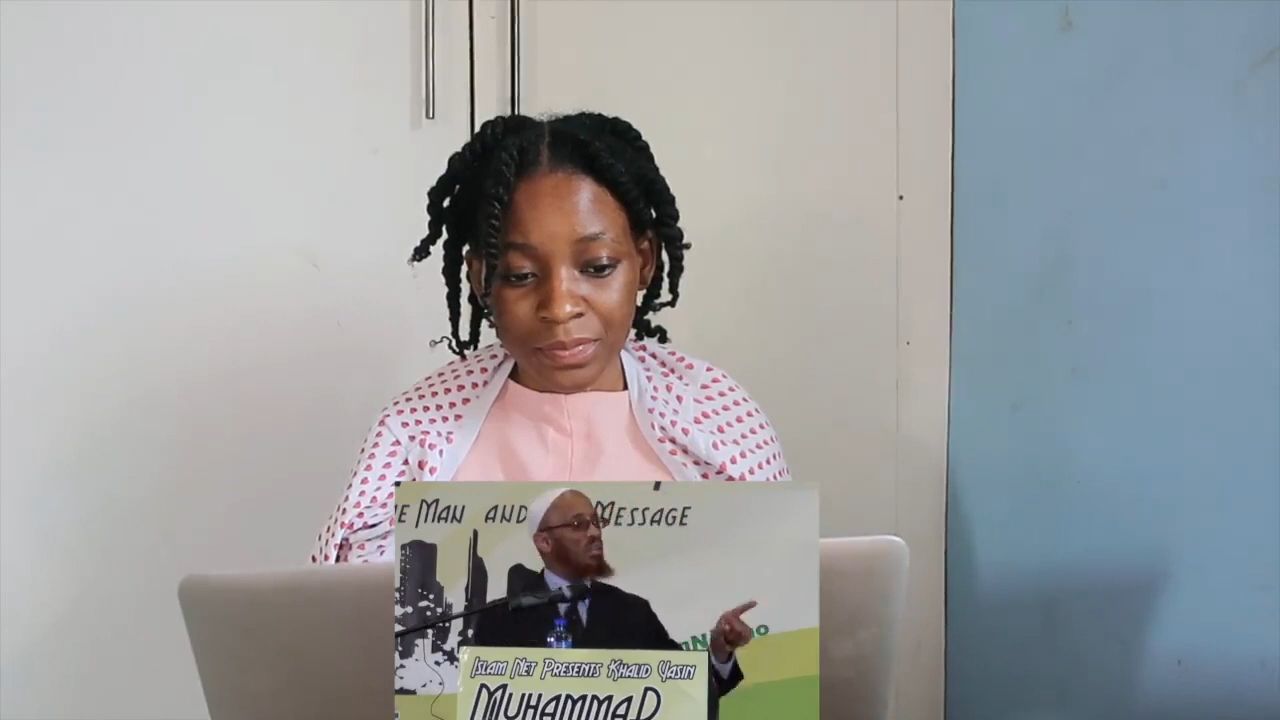 E MAN AND
MESSAGE
ISLAM NET PRESENTS KHALID YASIN
MUHAMMAD